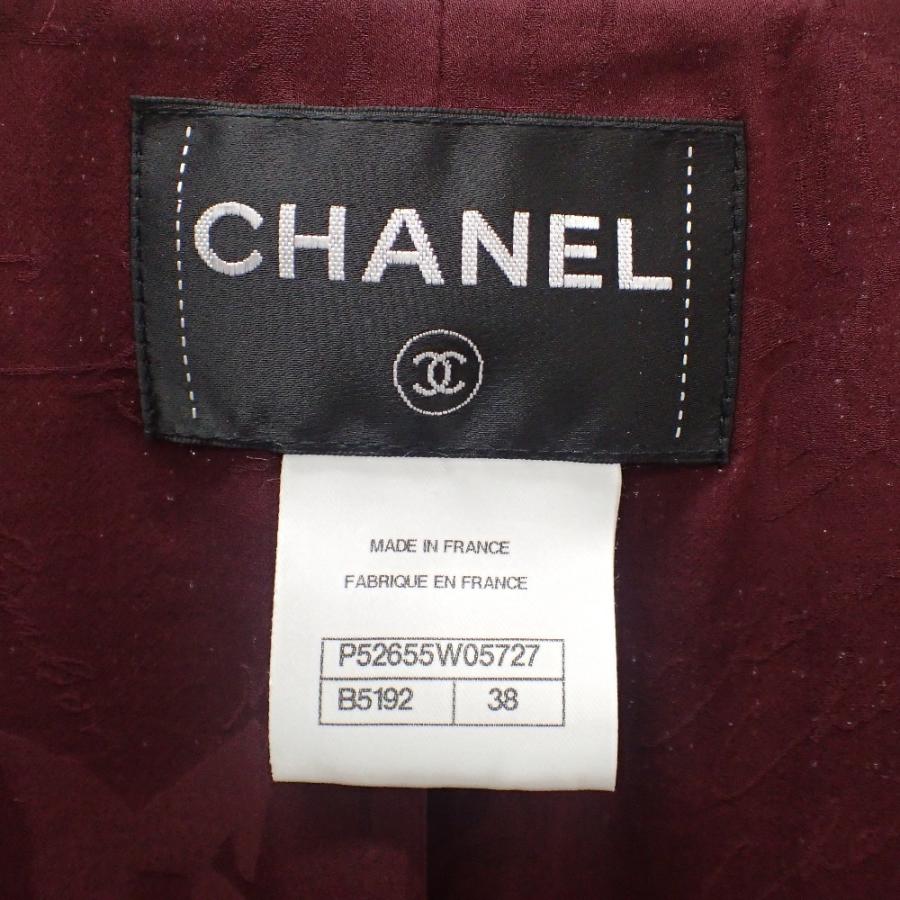 CHANEL
MADE IN FRANCE
FABRIQUE EN FRANCE
P52655W05727
B5192 38